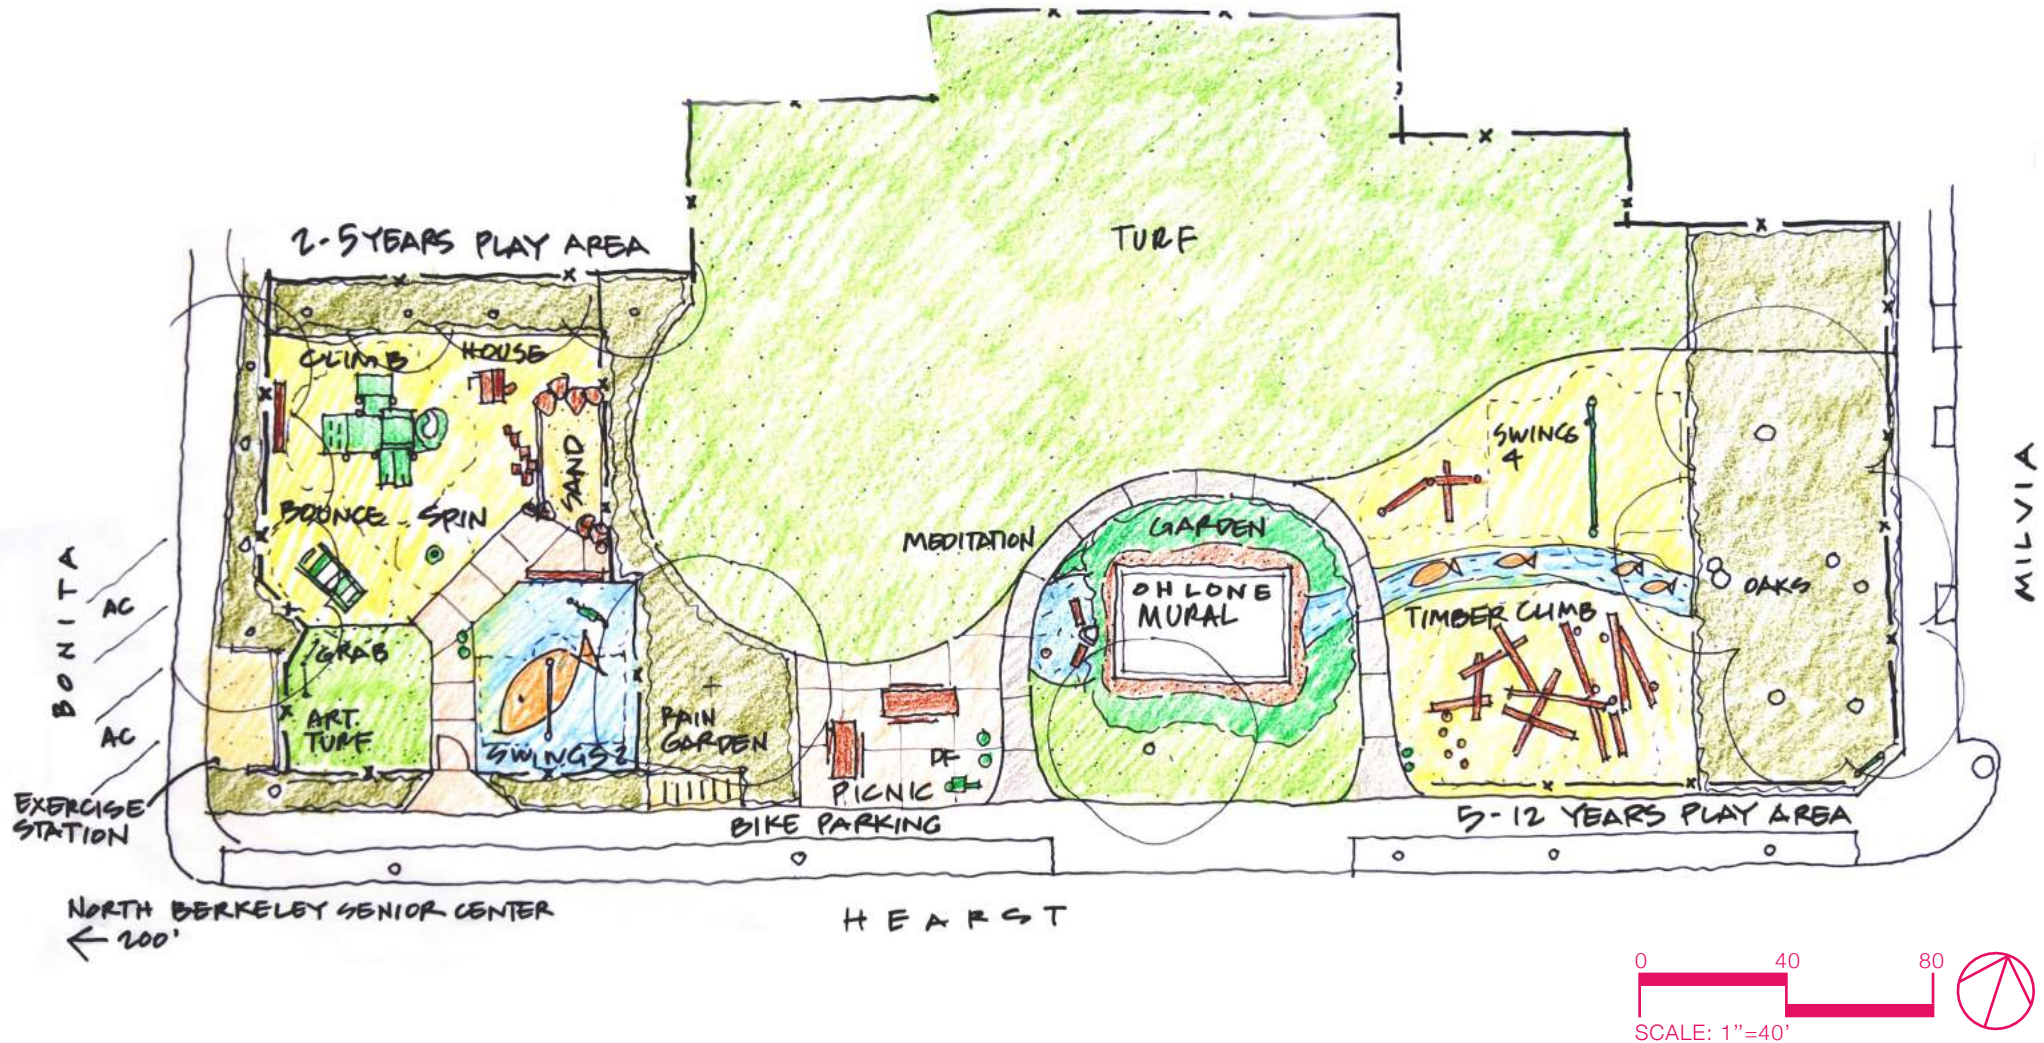 2-5 YEARS PLAY AREA
TURF
CLIMB
HOUSE
SAND
BOUNCE
SPIN
SWINGS
4
MEDITATION
GARDEN
OHLONE
MURAL
TIMBER CLIMB
OAKS
MILVIA
BONITA
AC
AC
GRAB
ART.
TURF
SWINGS 2
RAIN
GARDEN
DF
PICNIC
EXERCISE
STATION
BIKE PARKING
5-12 YEARS PLAY AREA
NORTH BERKELEY SENIOR CENTER
← 200'
HEARST
0 40 80
SCALE: 1”=40’